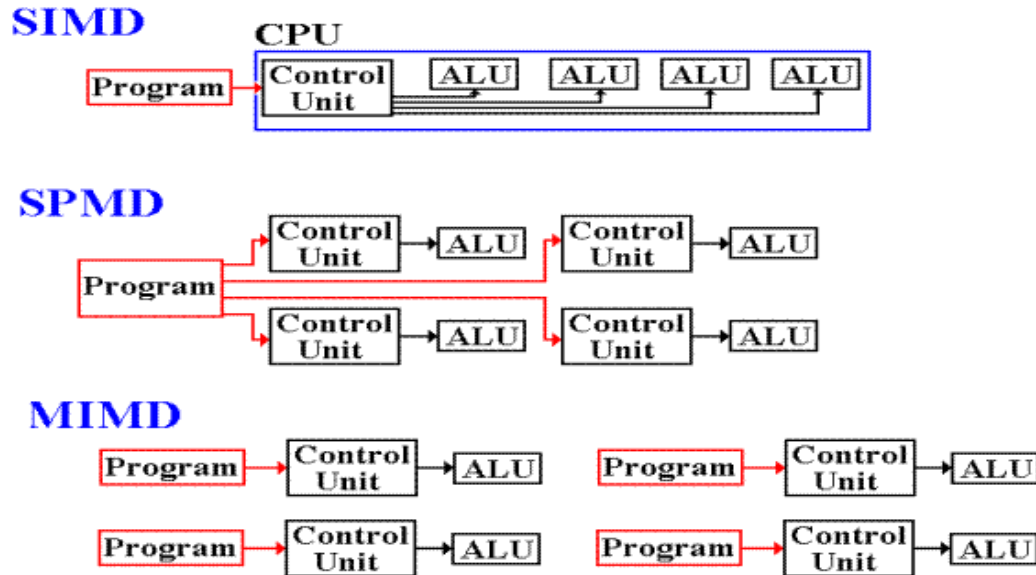 SIMD
CPU
Program
Control
Unit
ALU
ALU
ALU
ALU
SPMD
Program
Control
Unit
ALU
Control
Unit
ALU
Control
Unit
ALU
Control
Unit
ALU
MIMD
Program
Control
Unit
ALU
Program
Control
Unit
ALU
Program
Control
Unit
ALU
Program
Control
Unit
ALU